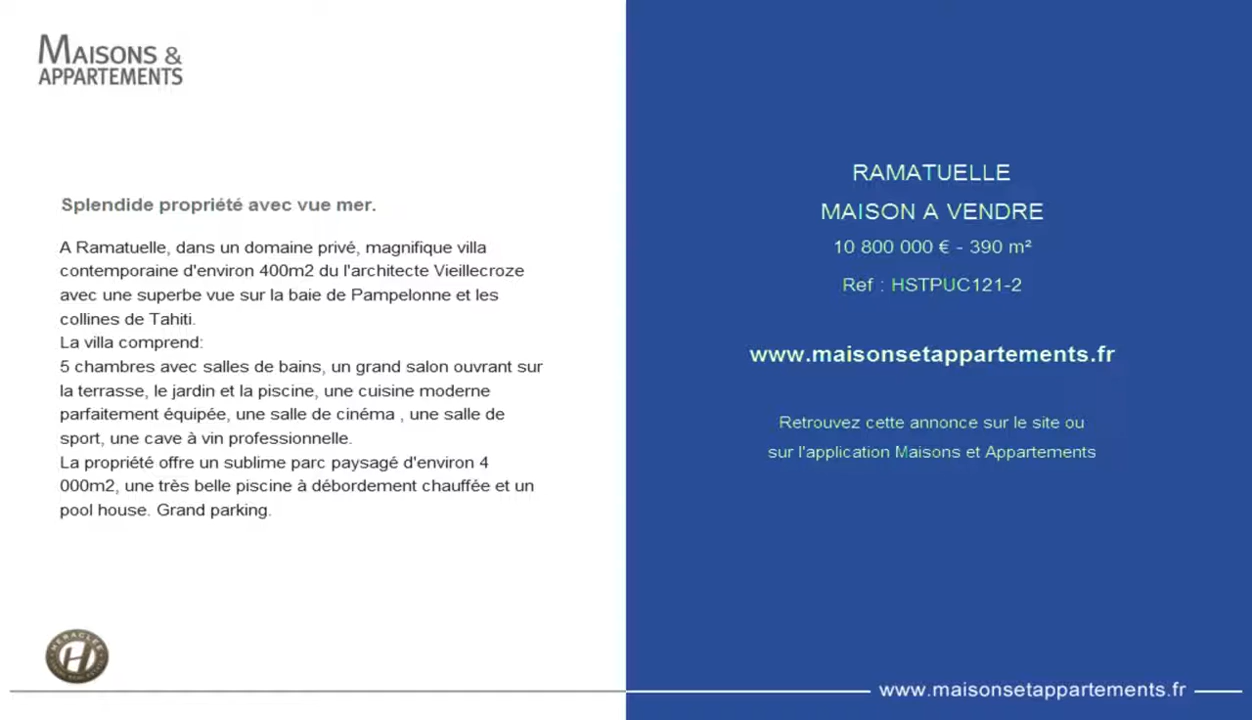 MAISONS &
APPARTEMENTS
Splendide propriété avec vue mer.
A Ramatuelle, dans un domaine privé, magnifique villa
contemporaine d'environ 400m2 du l'architecte Vieillecroze
avec une superbe vue sur la baie de Pampelonne et les
collines de Tahiti.
La villa comprend:
5 chambres avec salles de bains, un grand salon ouvrant sur
la terrasse, le jardin et la piscine, une cuisine moderne
parfaitement équipée, une salle de cinéma , une salle de
sport, une cave à vin professionnelle.
La propriété offre un sublime parc paysagé d'environ 4
000m2, une très belle piscine à débordement chauffée et un
pool house. Grand parking.
HERACLES
H
RAMATUELLE
MAISON A VENDRE
10 800 000 € - 390 m²
Ref : HSTPUC121-2
www.maisonsetappartements.fr
Retrouvez cette annonce sur le site ou
sur l'application Maisons et Appartements
www.maisonsetappartements.fr